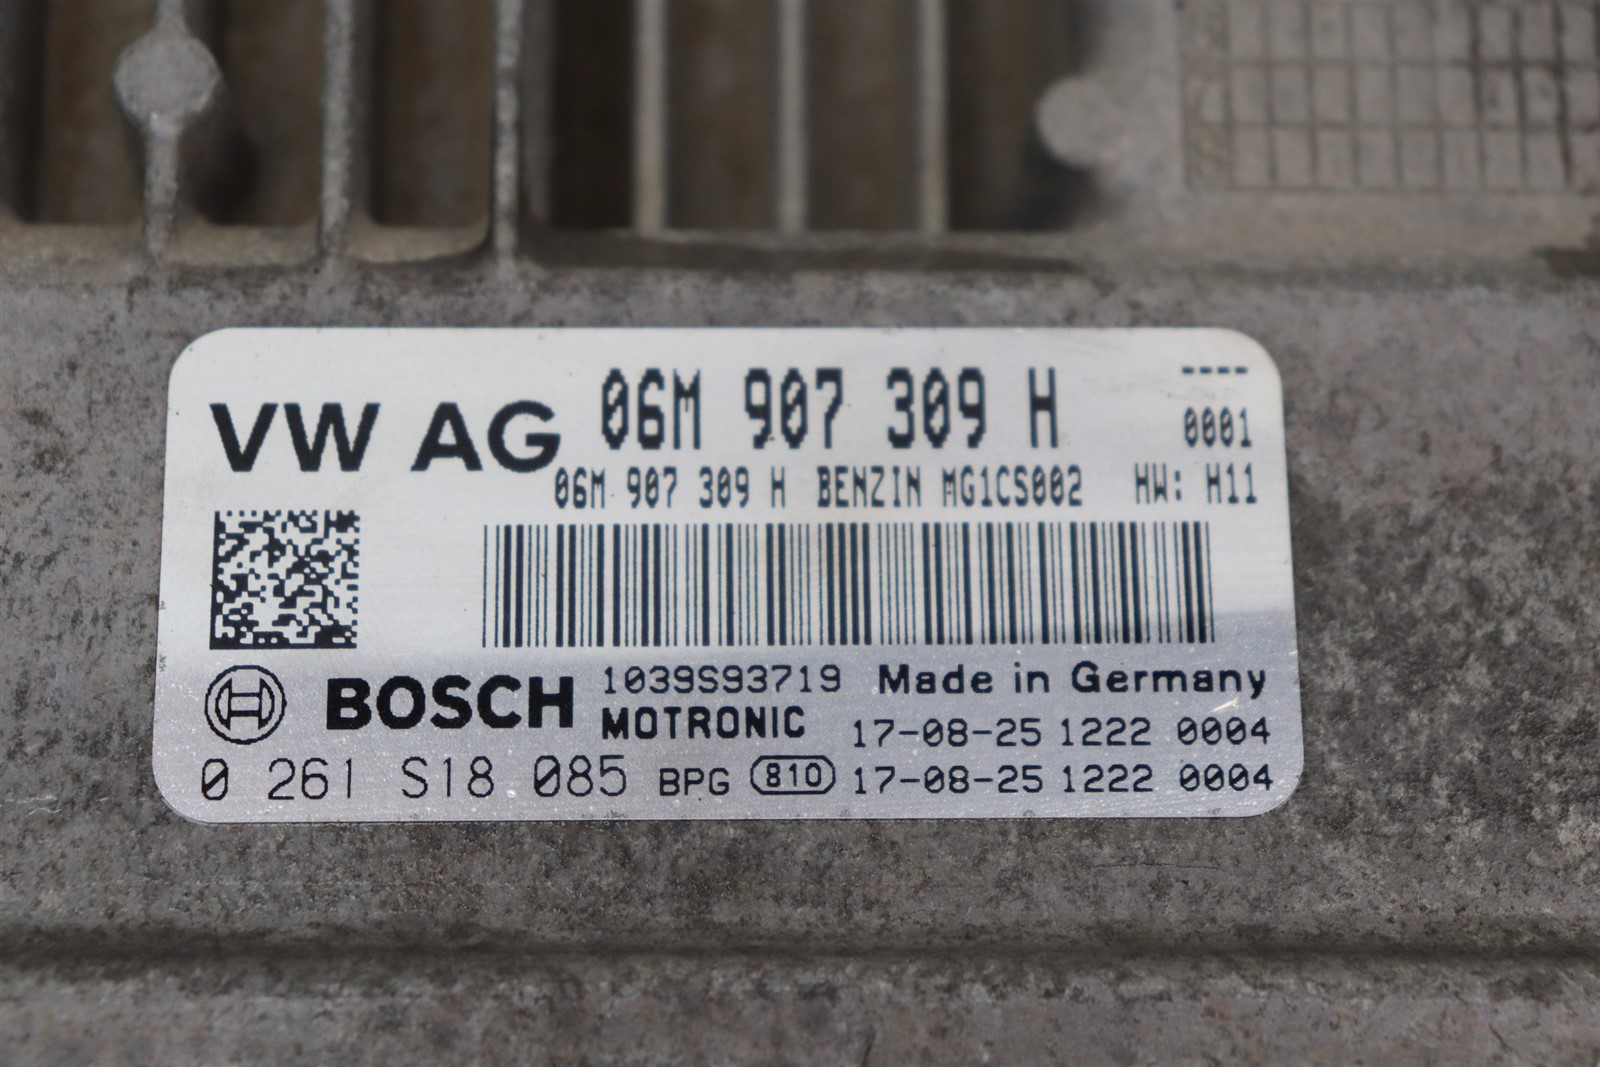 VW AG 06M 907 309 H ----
0001
06M 907 309 H BENZIN MG1CS002 HW: H11
BOSCH 1039S93719 Made in Germany
MOTRONIC 17-08-25 1222 0004
0 261 S18 085 BPG 810 17-08-25 1222 0004